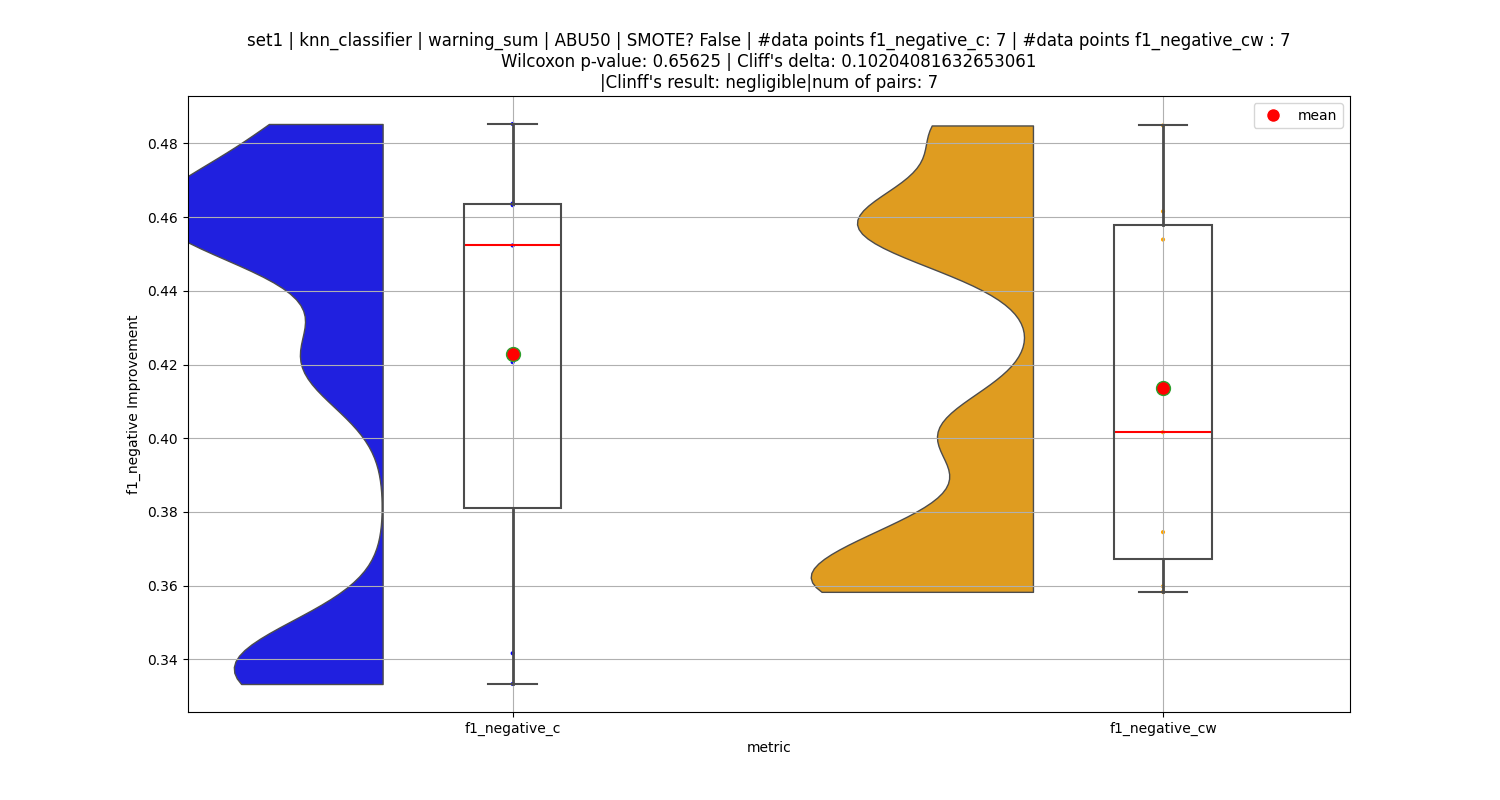 set1 | knn_classifier | warning_sum | ABU50 | SMOTE? False | #data points f1_negative_c: 7 | #data points f1_negative_cw : 7
Wilcoxon p-value: 0.65625 | Cliff's delta: 0.10204081632653061
|Clinff's result: negligible|num of pairs: 7
mean
0.48
0.46
0.44
0.42
0.40
0.38
0.36
0.34
f1_negative Improvement
f1_negative_c
f1_negative_cw
metric